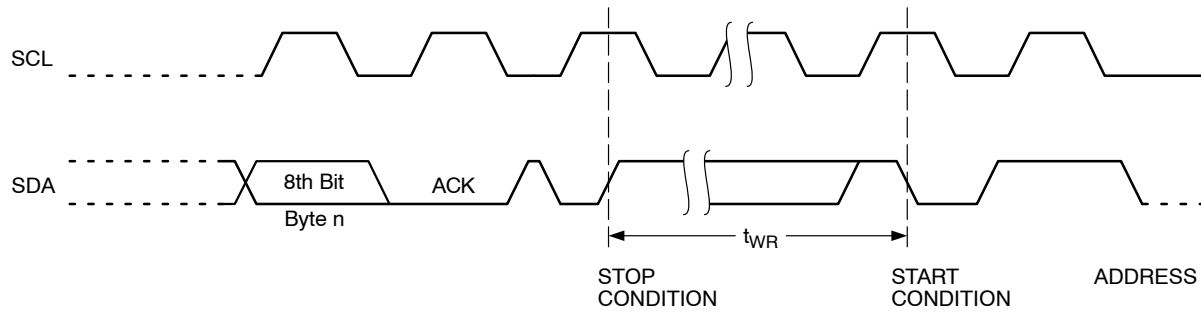 SCL
SDA
8th Bit
ACK
Byte n
tWR
STOP
CONDITION
START
CONDITION
ADDRESS